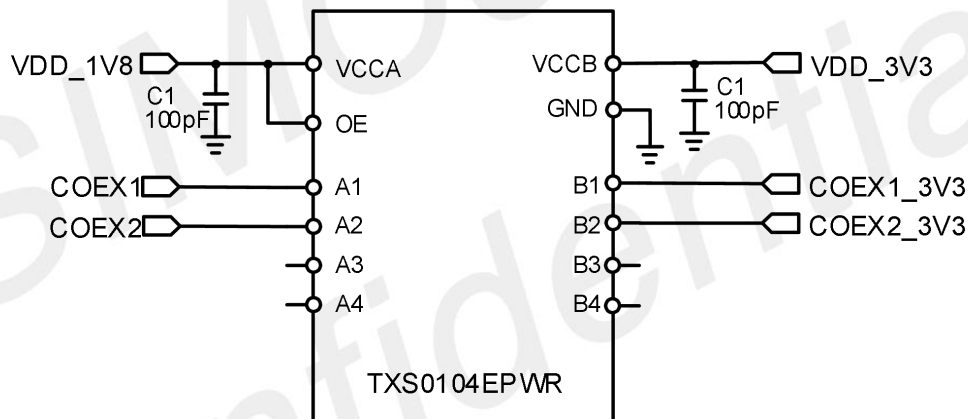 VDD_1V8
VCCA
VCCB
VDD_3V3
C1
100pF
C1
100pF
OE
GND
COEX1
A1
B1
COEX1_3V3
COEX2
A2
B2
COEX2_3V3
A3
B3
A4
B4
TXS0104EPWR